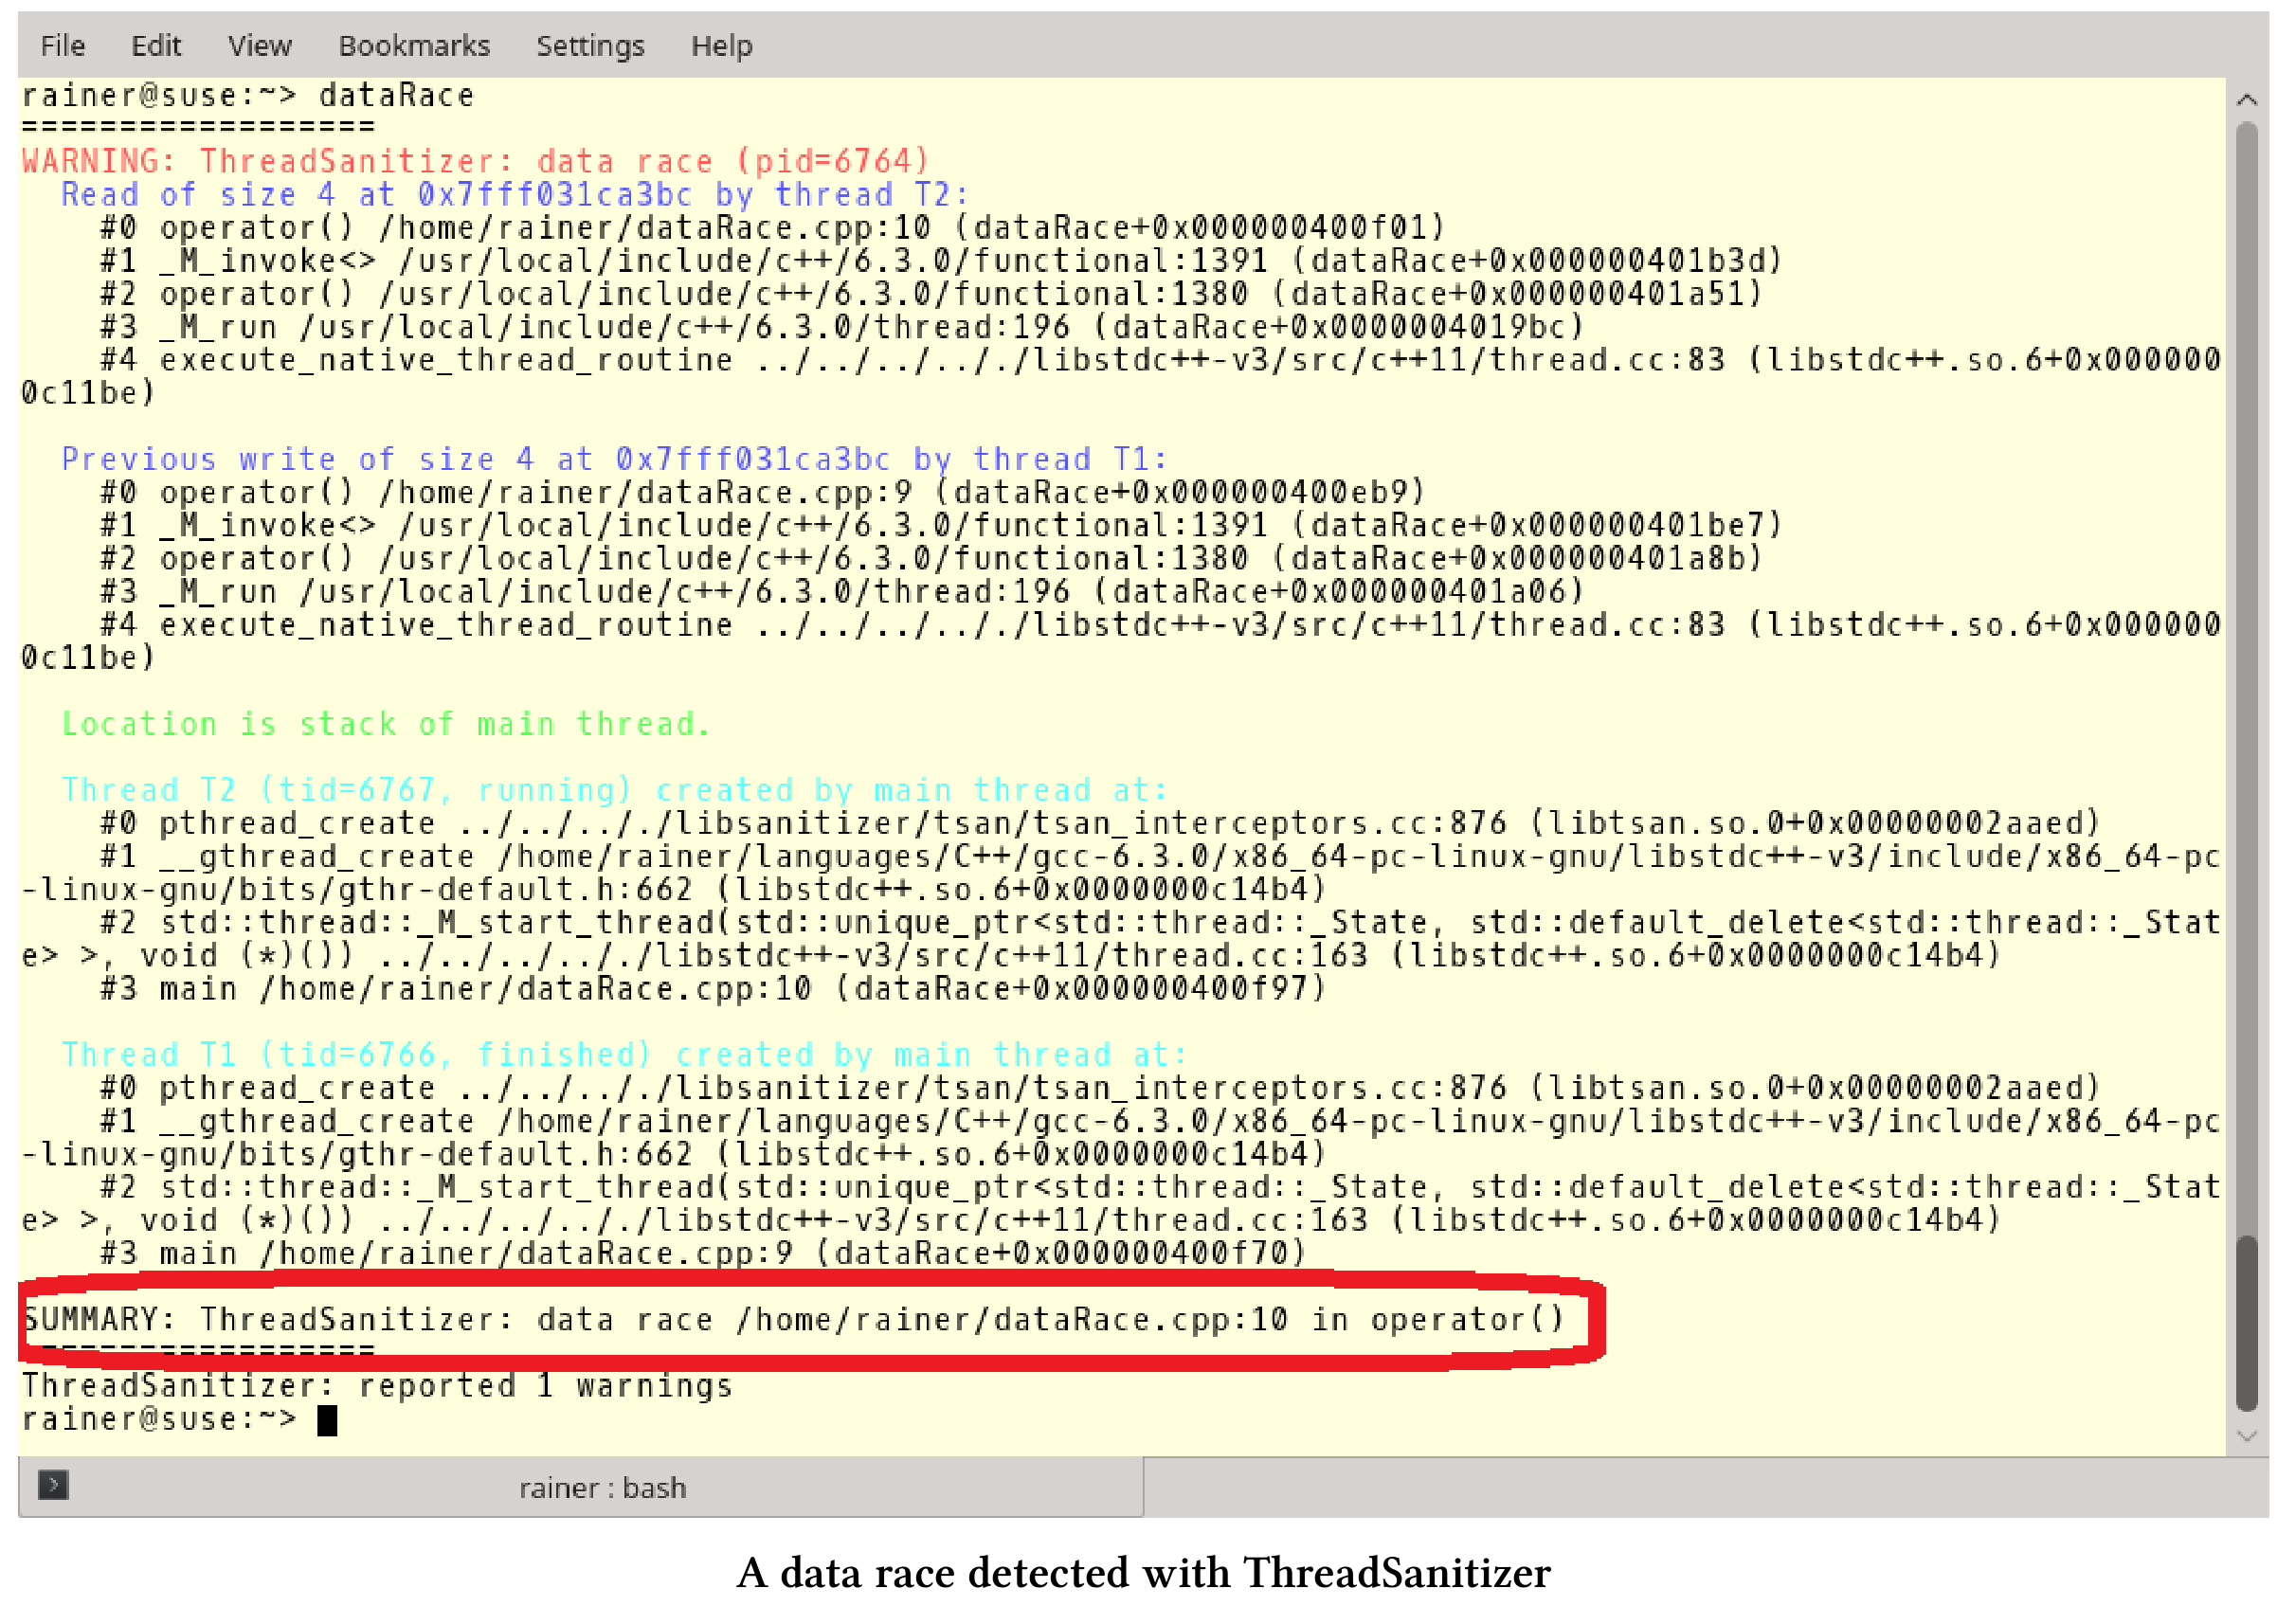 File Edit View Bookmarks Settings Help
rainer@suse:~> dataRace
==================
WARNING: ThreadSanitizer: data race (pid=6764)
  Read of size 4 at 0x7fff031ca3bc by thread T2:
    #0 operator() /home/rainer/dataRace.cpp:10 (dataRace+0x000000400f01)
    #1 _M_invoke<> /usr/local/include/c++/6.3.0/functional:1391 (dataRace+0x000000401b3d)
    #2 operator() /usr/local/include/c++/6.3.0/functional:1380 (dataRace+0x000000401a51)
    #3 _M_run /usr/local/include/c++/6.3.0/thread:196 (dataRace+0x0000004019bc)
    #4 execute_native_thread_routine ../../../.././libstdc++-v3/src/c++11/thread.cc:83 (libstdc++.so.6+0x000000
0c11be)
  Previous write of size 4 at 0x7fff031ca3bc by thread T1:
    #0 operator() /home/rainer/dataRace.cpp:9 (dataRace+0x000000400eb9)
    #1 _M_invoke<> /usr/local/include/c++/6.3.0/functional:1391 (dataRace+0x000000401be7)
    #2 operator() /usr/local/include/c++/6.3.0/functional:1380 (dataRace+0x000000401a8b)
    #3 _M_run /usr/local/include/c++/6.3.0/thread:196 (dataRace+0x000000401a06)
    #4 execute_native_thread_routine ../../../.././libstdc++-v3/src/c++11/thread.cc:83 (libstdc++.so.6+0x000000
0c11be)
  Location is stack of main thread.
  Thread T2 (tid=6767, running) created by main thread at:
    #0 pthread_create ../../.././libsanitizer/tsan/tsan_interceptors.cc:876 (libtsan.so.0+0x00000002aaed)
    #1 __gthread_create /home/rainer/languages/C++/gcc-6.3.0/x86_64-pc-linux-gnu/libstdc++-v3/include/x86_64-pc
-linux-gnu/bits/gthr-default.h:662 (libstdc++.so.6+0x0000000c14b4)
    #2 std::thread::_M_start_thread(std::unique_ptr<std::thread::_State, std::default_delete<std::thread::_Stat
e> >, void (*)()) ../../../.././libstdc++-v3/src/c++11/thread.cc:163 (libstdc++.so.6+0x0000000c14b4)
    #3 main /home/rainer/dataRace.cpp:10 (dataRace+0x000000400f97)
  Thread T1 (tid=6766, finished) created by main thread at:
    #0 pthread_create ../../.././libsanitizer/tsan/tsan_interceptors.cc:876 (libtsan.so.0+0x00000002aaed)
    #1 __gthread_create /home/rainer/languages/C++/gcc-6.3.0/x86_64-pc-linux-gnu/libstdc++-v3/include/x86_64-pc
-linux-gnu/bits/gthr-default.h:662 (libstdc++.so.6+0x0000000c14b4)
    #2 std::thread::_M_start_thread(std::unique_ptr<std::thread::_State, std::default_delete<std::thread::_Stat
e> >, void (*)()) ../../../.././libstdc++-v3/src/c++11/thread.cc:163 (libstdc++.so.6+0x0000000c14b4)
    #3 main /home/rainer/dataRace.cpp:9 (dataRace+0x000000400f70)
SUMMARY: ThreadSanitizer: data race /home/rainer/dataRace.cpp:10 in operator()
==================
ThreadSanitizer: reported 1 warnings
rainer@suse:~>
rainer : bash
A data race detected with ThreadSanitizer